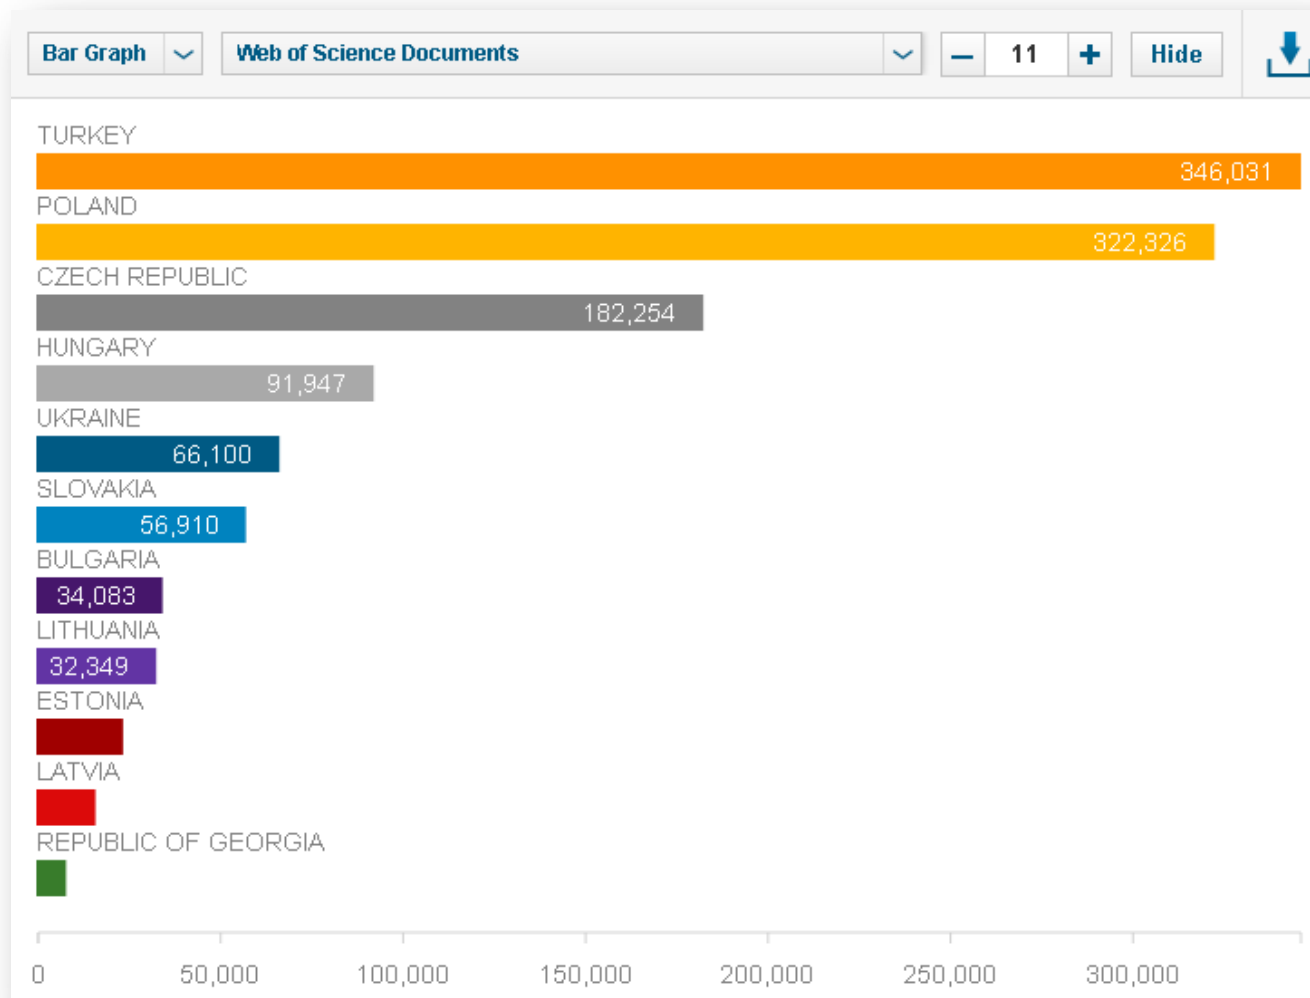 Bar Graph Web of Science Documents 11 Hide
TURKEY
346,031
POLAND
322,326
CZECH REPUBLIC
182,254
HUNGARY
91,947
UKRAINE
66,100
SLOVAKIA
56,910
BULGARIA
34,083
LITHUANIA
32,349
ESTONIA
LATVIA
REPUBLIC OF GEORGIA
0 50,000 100,000 150,000 200,000 250,000 300,000